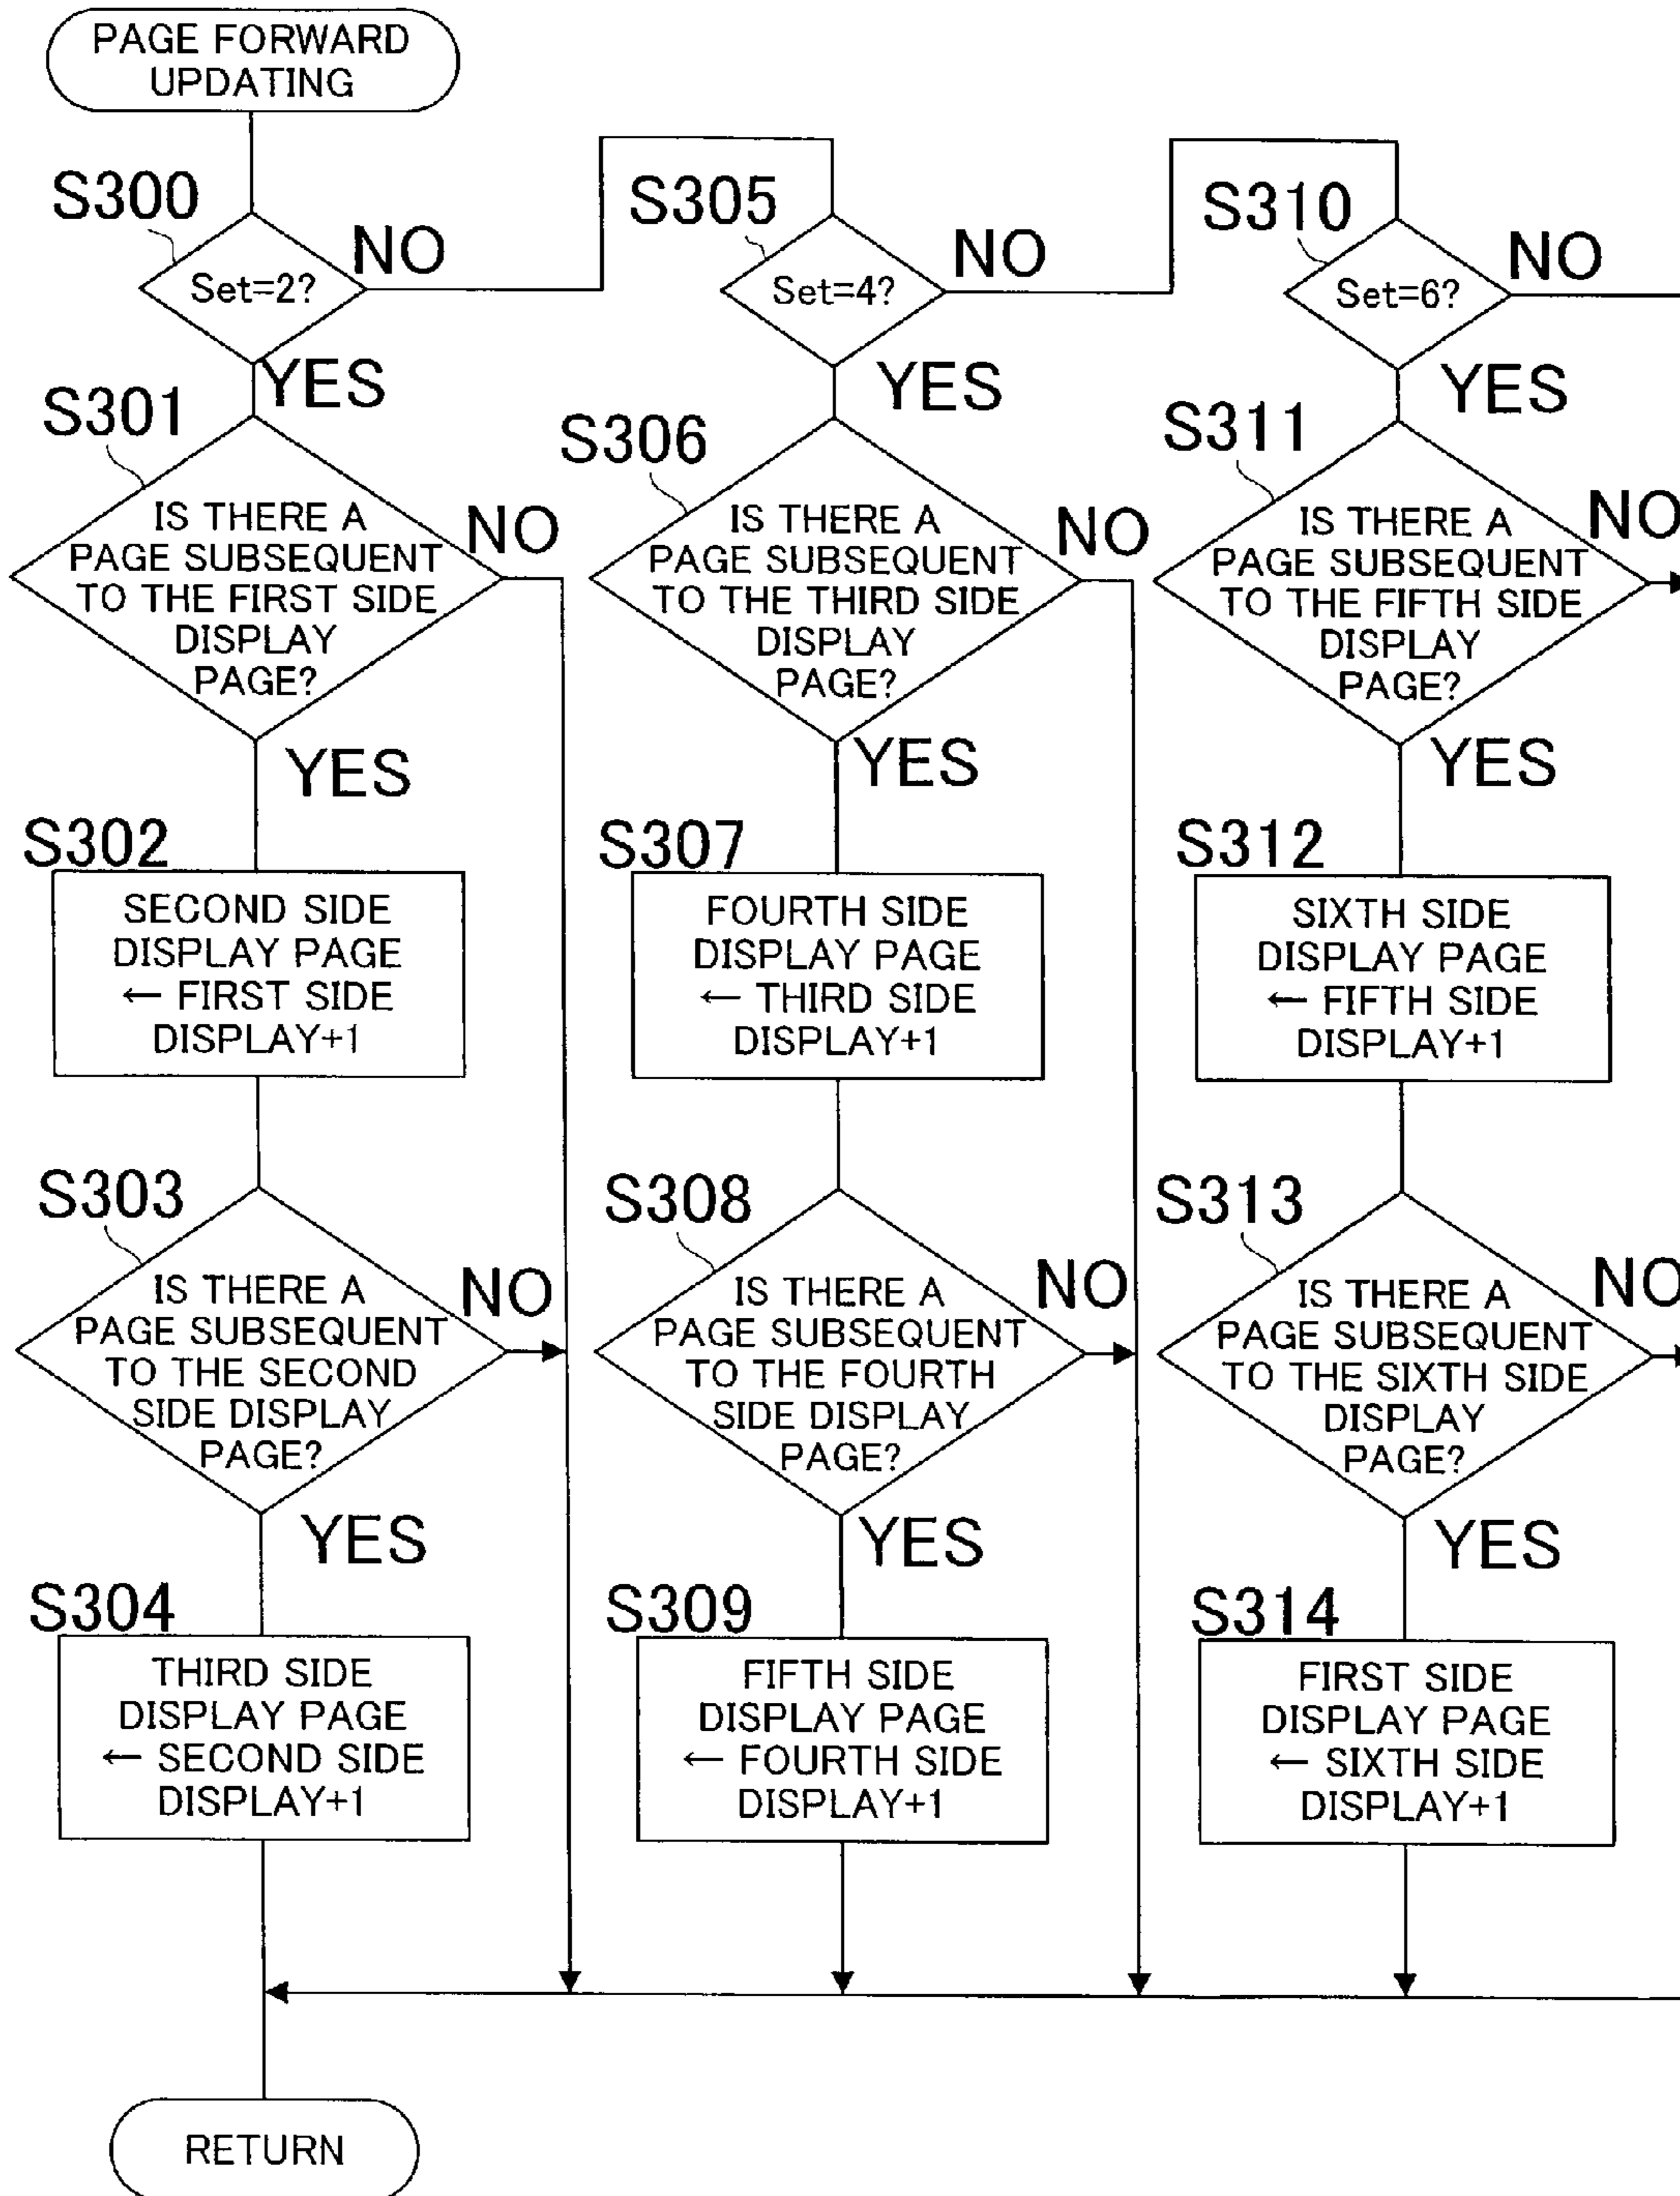 PAGE FORWARD
UPDATING
S300
Set=2?
NO
YES
S301
IS THERE A
PAGE SUBSEQUENT
TO THE FIRST SIDE
DISPLAY
PAGE?
NO
YES
S302
SECOND SIDE
DISPLAY PAGE
← FIRST SIDE
DISPLAY+1
S303
IS THERE A
PAGE SUBSEQUENT
TO THE SECOND
SIDE DISPLAY
PAGE?
NO
YES
S304
THIRD SIDE
DISPLAY PAGE
← SECOND SIDE
DISPLAY+1
RETURN
S305
Set=4?
NO
YES
S306
IS THERE A
PAGE SUBSEQUENT
TO THE THIRD SIDE
DISPLAY
PAGE?
NO
YES
S307
FOURTH SIDE
DISPLAY PAGE
← THIRD SIDE
DISPLAY+1
S308
IS THERE A
PAGE SUBSEQUENT
TO THE FOURTH
SIDE DISPLAY
PAGE?
NO
YES
S309
FIFTH SIDE
DISPLAY PAGE
← FOURTH SIDE
DISPLAY+1
S310
Set=6?
NO
YES
S311
IS THERE A
PAGE SUBSEQUENT
TO THE FIFTH SIDE
DISPLAY
PAGE?
NO
YES
S312
SIXTH SIDE
DISPLAY PAGE
← FIFTH SIDE
DISPLAY+1
S313
IS THERE A
PAGE SUBSEQUENT
TO THE SIXTH SIDE
DISPLAY
PAGE?
NO
YES
S314
FIRST SIDE
DISPLAY PAGE
← SIXTH SIDE
DISPLAY+1